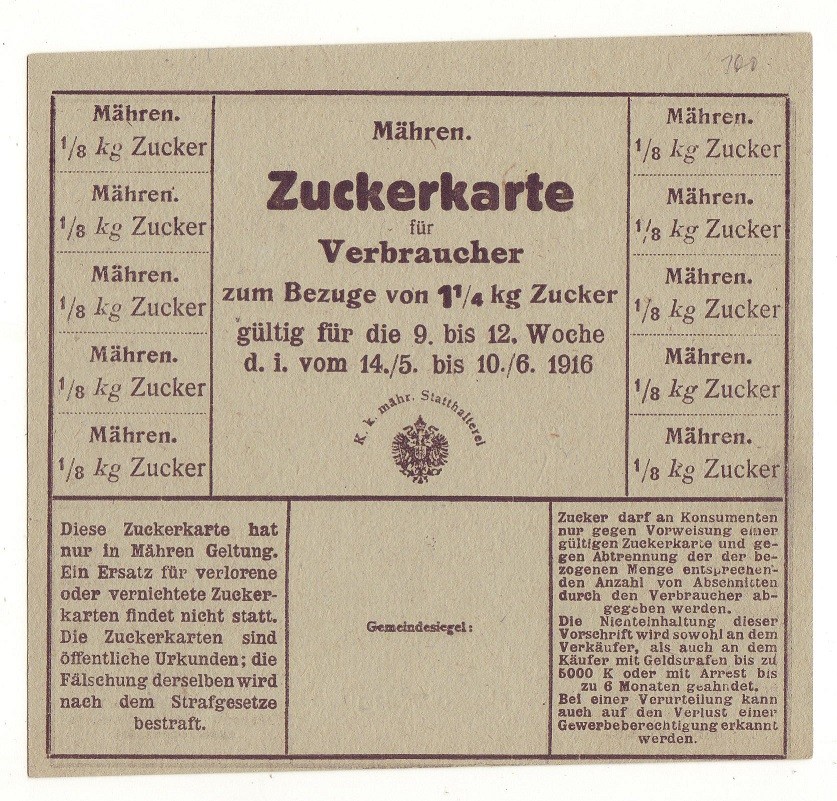 160.
Mähren.
1/8 kg Zucker
Mähren.
1/8 kg Zucker
Mähren.
1/8 kg Zucker
Mähren.
1/8 kg Zucker
Mähren.
1/8 kg Zucker
Mähren.
Zuckerkarte
für
Verbraucher
zum Bezuge von 1 1/4 kg Zucker
gültig für die 9. bis 12. Woche
d. i. vom 14./5. bis 10./6. 1916
K. k. mähr. Statthalterei
Mähren.
1/8 kg Zucker
Mähren.
1/8 kg Zucker
Mähren.
1/8 kg Zucker
Mähren.
1/8 kg Zucker
Mähren.
1/8 kg Zucker
Diese Zuckerkarte hat
nur in Mähren Geltung.
Ein Ersatz für verlorene
oder vernichtete Zucker-
karten findet nicht statt.
Die Zuckerkarten sind
öffentliche Urkunden; die
Fälschung derselben wird
nach dem Strafgesetze
bestraft.
Gemeindesiegel:
Zucker darf an Konsumenten
nur gegen Vorweisung einer
gültigen Zuckerkarte und ge-
gen Abtrennung der der be-
zogenen Menge entsprechen-
den Anzahl von Abschnitten
durch den Verbraucher ab-
gegeben werden.
Die Nichteinhaltung dieser
Vorschrift wird sowohl an dem
Verkäufer, als auch an dem
Käufer mit Geldstrafen bis zu
5000 K oder mit Arrest bis
zu 6 Monaten geahndet.
Bei einer Verurteilung kann
auch auf den Verlust einer
Gewerbeberechtigung erkannt
werden.